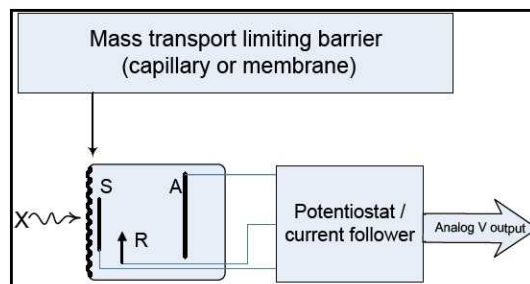 Mass transport limiting barrier
(capillary or membrane)
S
A
X
R
Potentiostat /
current follower
Analog V output